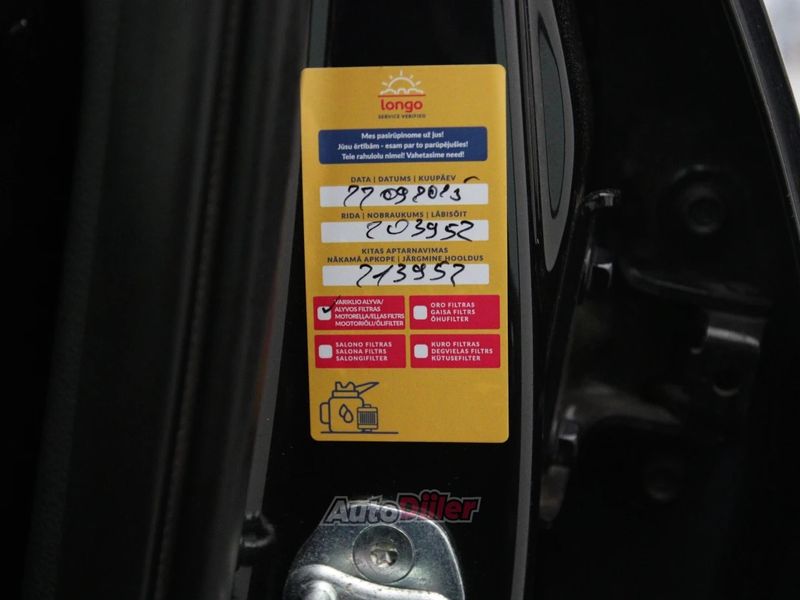 longo
SERVICE VERIFIED
Mes pasirūpinome už jus!
Jūsu ērtībām - esam par to parūpējušies!
Teie rahulolu nimel! Vahetasime need!
DATA | DATUMS | KUUPÄEV
RIDA | NOBRAUKUMS | LÄBISÕIT
203952
KITAS APTARNAVIMAS
NĀKAMĀ APKOPE | JÄRGMINE HOOLDUS
213952
VARIKLIO ALYVA/
ALYVOS FILTRAS
MOTOREĻĻA/EĻĻAS FILTRS
MOOTORIÕLI/ÕLIFILTER
ORO FILTRAS
GAISA FILTRS
ÕHUFILTER
SALONO FILTRAS
SALONA FILTRS
SALONGIFILTER
KURO FILTRAS
DEGVIELAS FILTRS
KÜTUSEFILTER
AutoDiiler